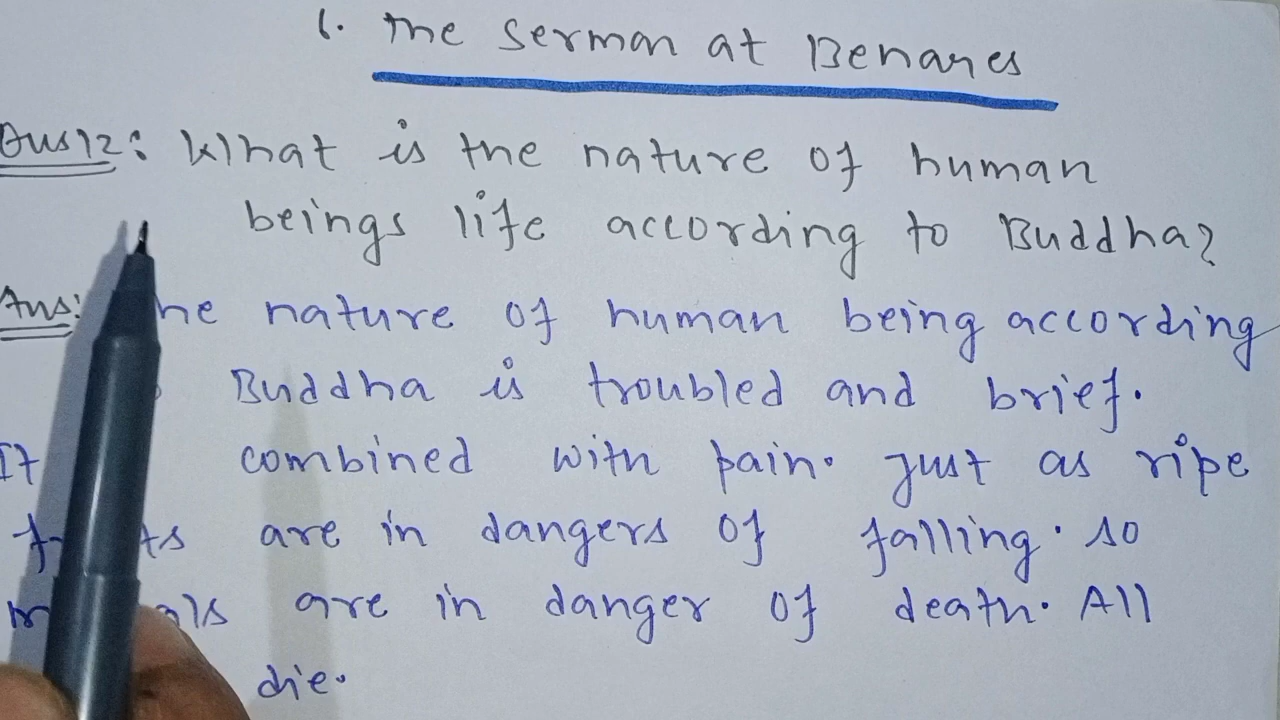 1. The Sermon at Benares
Qus12: What is the nature of human
beings life according to Buddha?
Ans: he nature of human being according
Buddha is troubled and brief.
It combined with pain. Just as ripe
are in dangers of falling. so
are in danger of death. All
die.